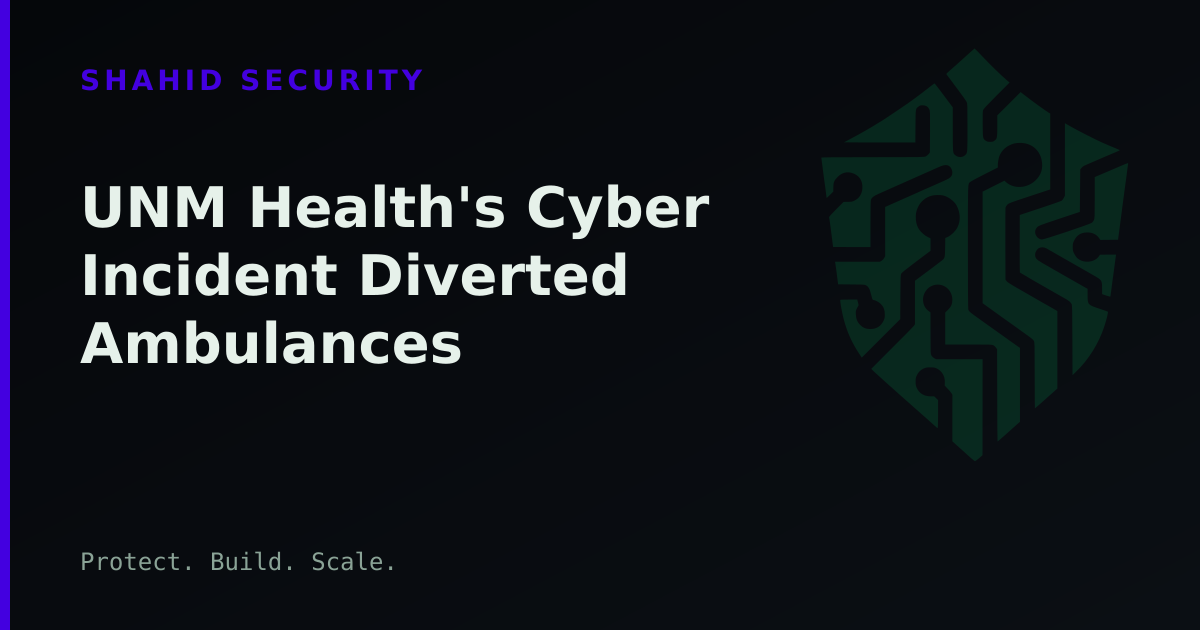 SHAHID SECURITY
UNM Health's Cyber
Incident Diverted
Ambulances
Protect. Build. Scale.